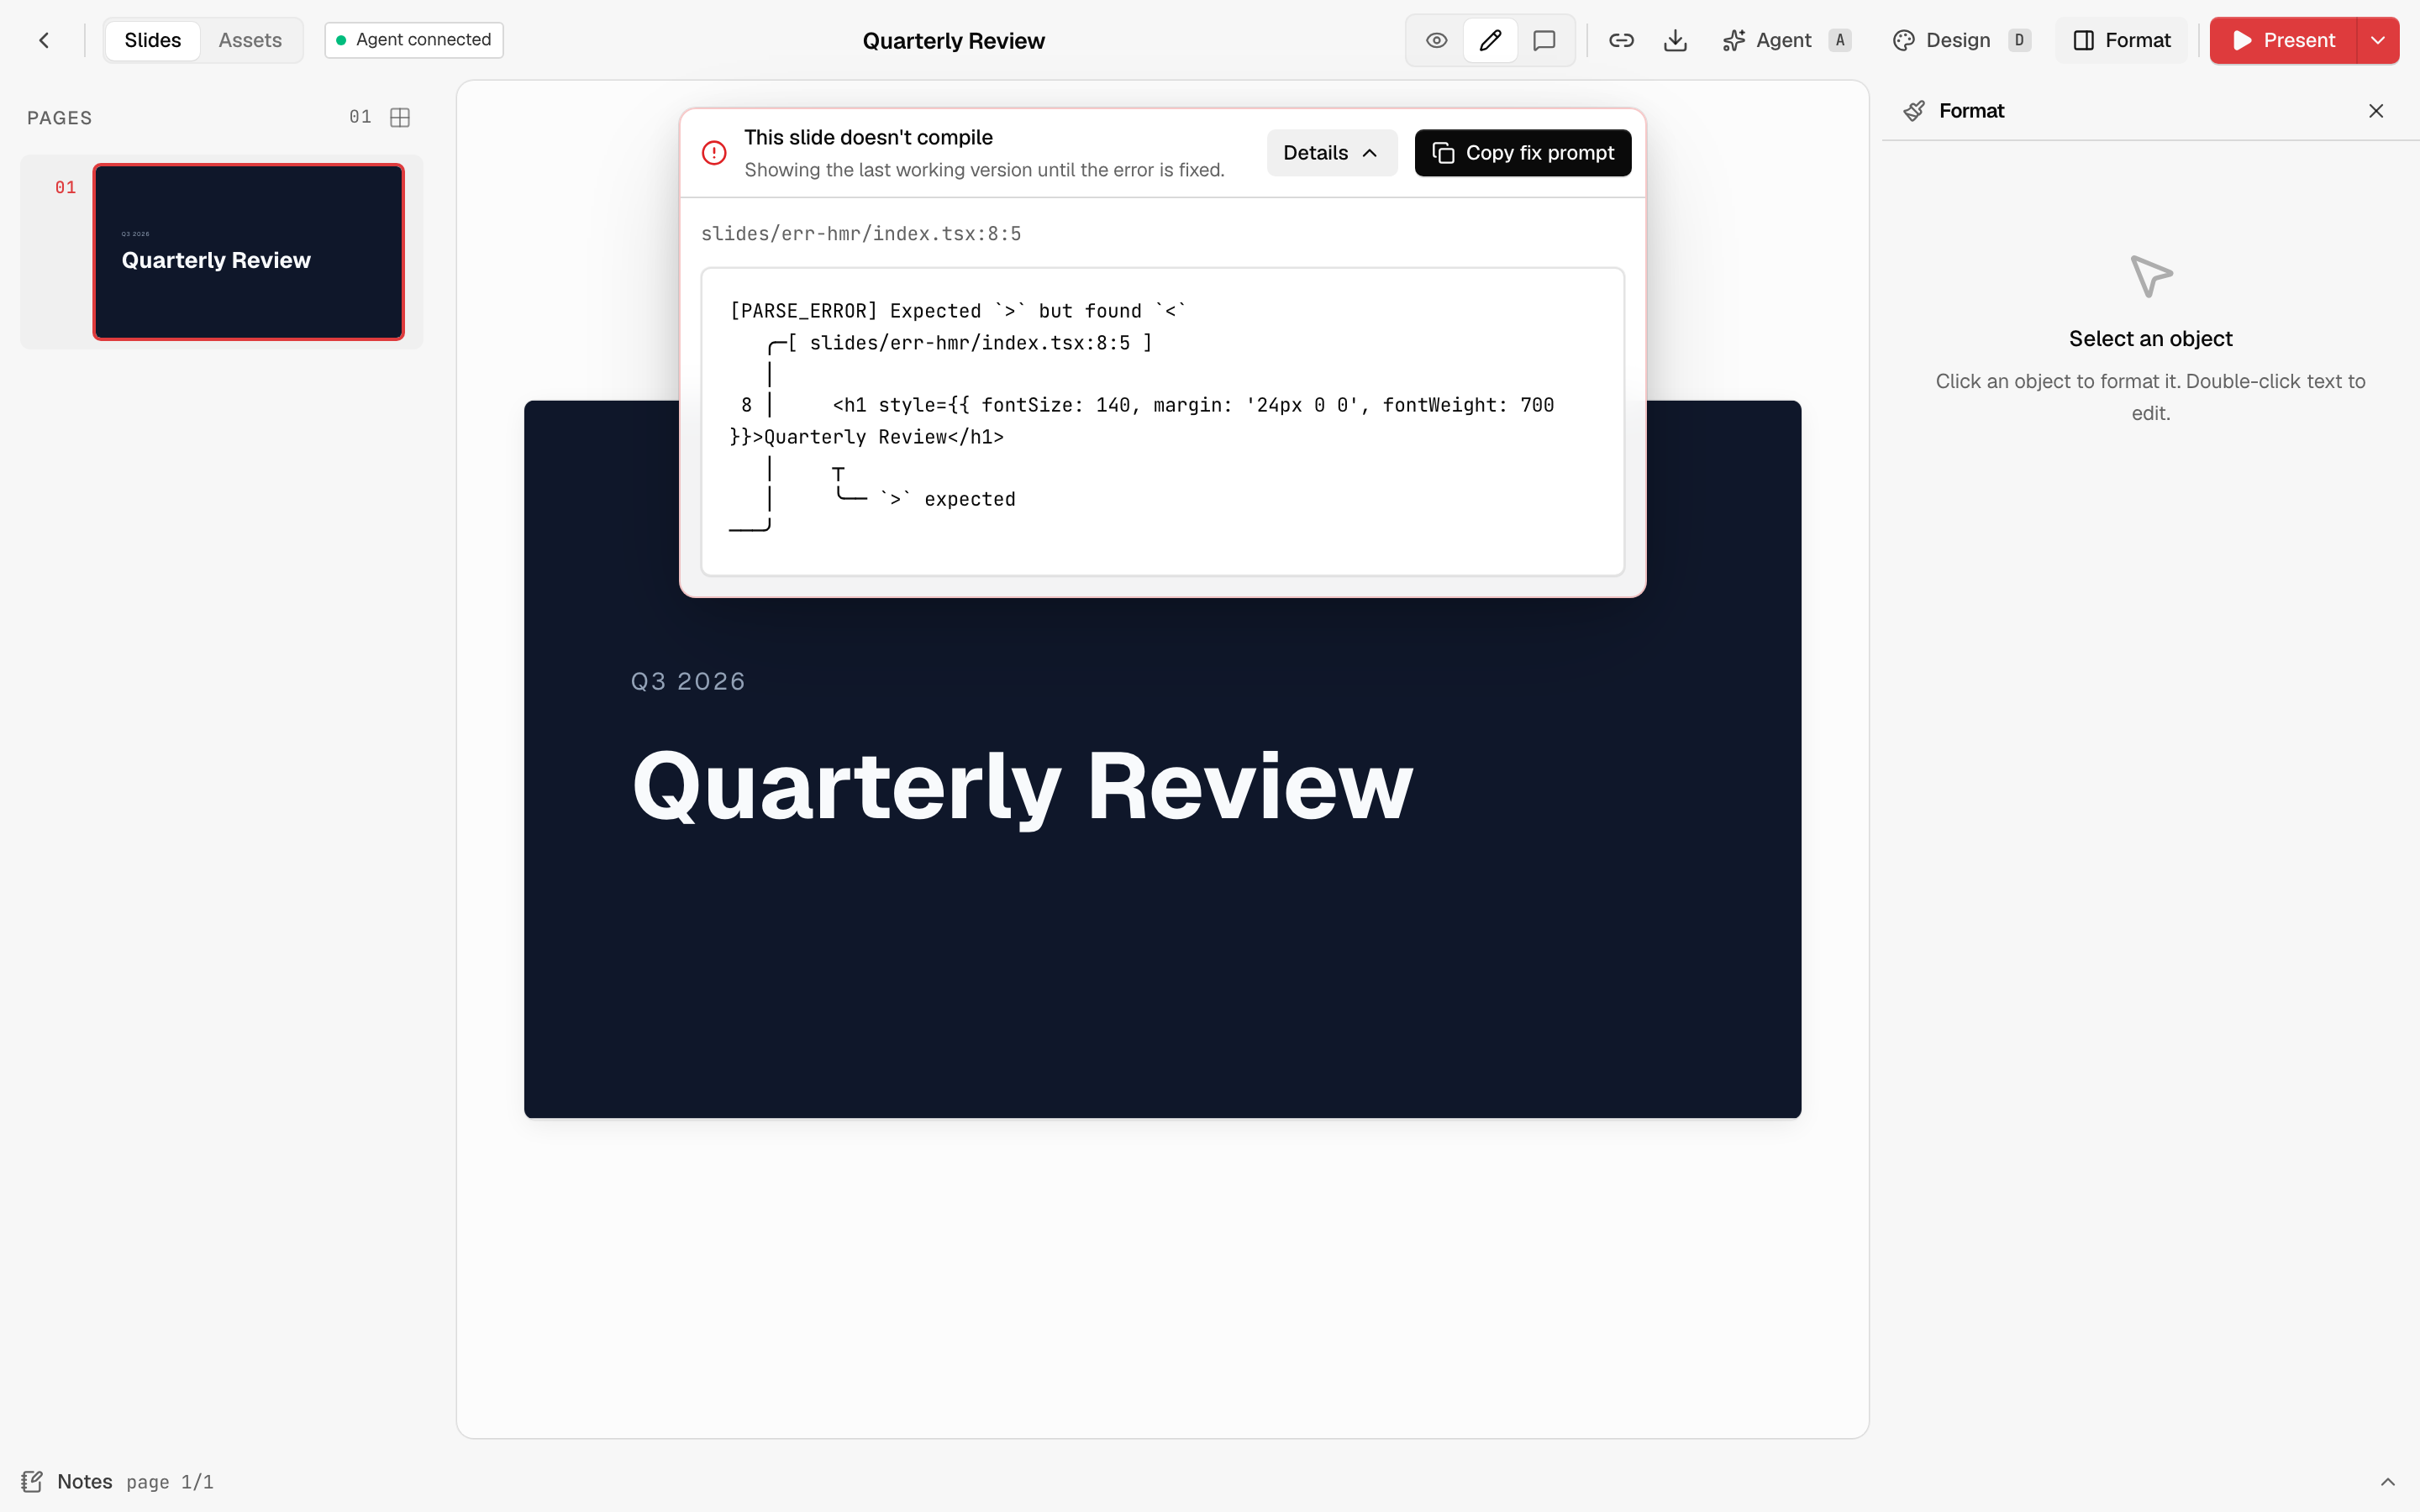 Slides Assets Agent connected Quarterly Review Agent A Design D Format Present
PAGES 01
01
Q3 2026
Quarterly Review
This slide doesn't compile
Showing the last working version until the error is fixed.
Details
Copy fix prompt
slides/err-hmr/index.tsx:8:5
[PARSE_ERROR] Expected `>` but found `<`
╭─[ slides/err-hmr/index.tsx:8:5 ]
│
8 │     <h1 style={{ fontSize: 140, margin: '24px 0 0', fontWeight: 700
}}>Quarterly Review</h1>
│     ┬
│     ╰── `>` expected
───╯
Q3 2026
Quarterly Review
Format
Select an object
Click an object to format it. Double-click text to
edit.
Notes page 1/1